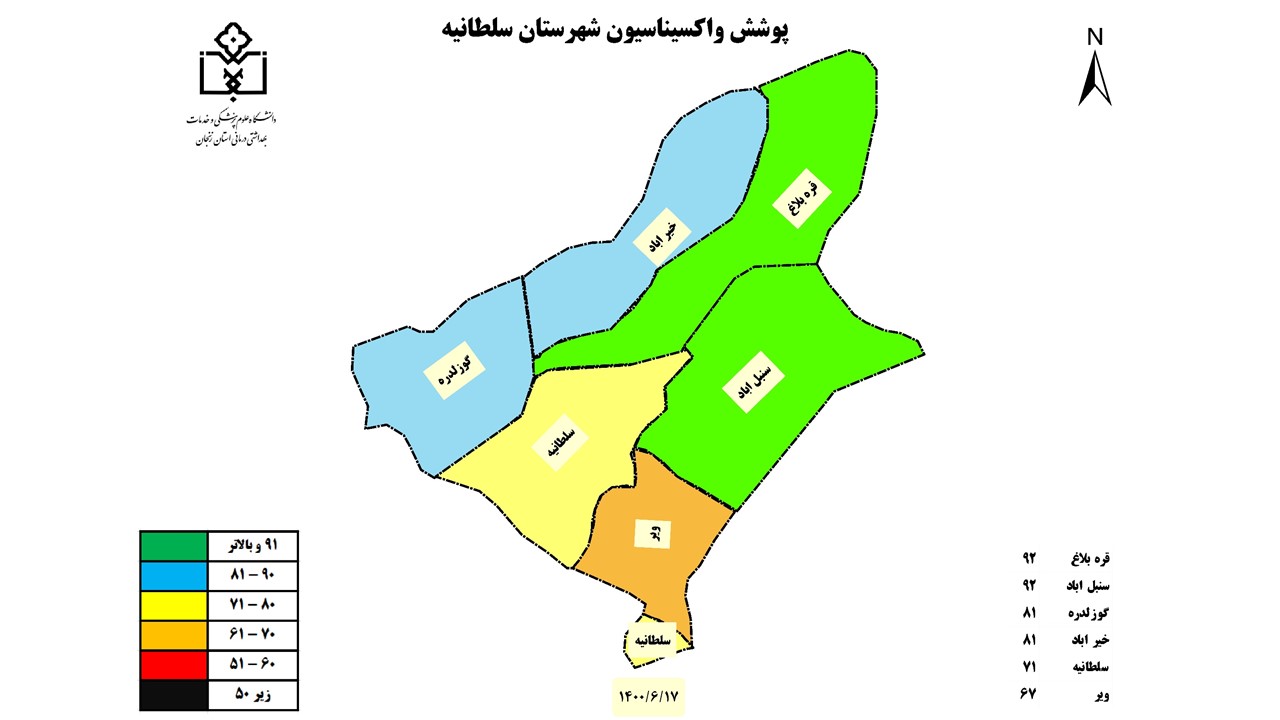 پوشش واکسیناسیون شهرستان سلطانیه
N
دانشگاه علوم پزشکی و خدمات
بهداشتی درمانی استان زنجان
قره بلاغ
خیر اباد
گوزلدره
سنبل اباد
سلطانیه
ویر
سلطانیه
۱۴۰۰/۶/۱۷
۹۱ و بالاتر
۸۱ – ۹۰
۷۱ – ۸۰
۶۱ – ۷۰
۵۱ – ۶۰
زیر ۵۰
قره بلاغ ۹۲
سنبل اباد ۹۲
گوزلدره ۸۱
خیر اباد ۸۱
سلطانیه ۷۱
ویر ۶۷